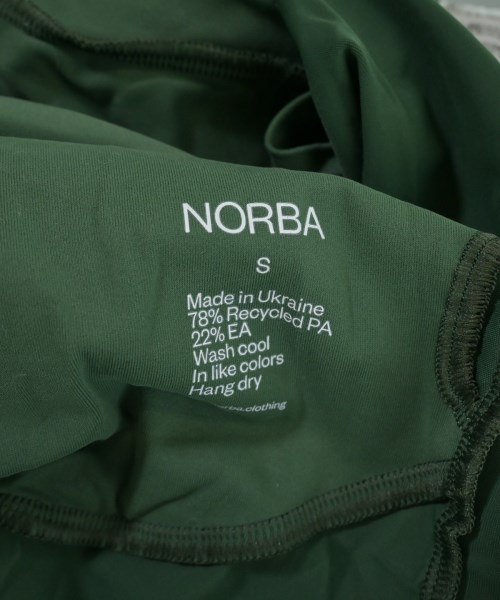 NORBA
S
Made in Ukraine
78% Recycled PA
22% EA
Wash cool
In like colors
Hang dry